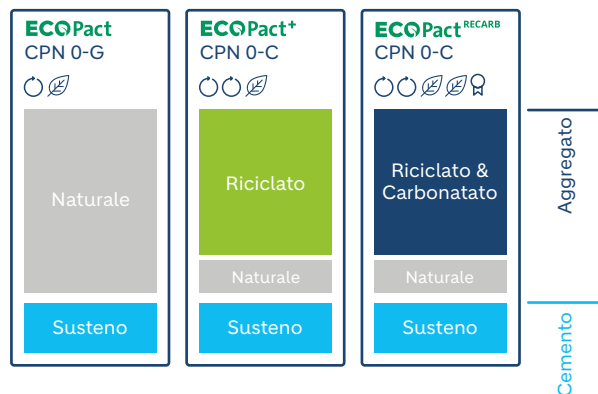 ECOPact
CPN 0-G
Naturale
Susteno
ECOPact+
CPN 0-C
Riciclato
Naturale
Susteno
ECOPact RECARB
CPN 0-C
Riciclato &
Carbonatato
Naturale
Susteno
Aggregato
Cemento